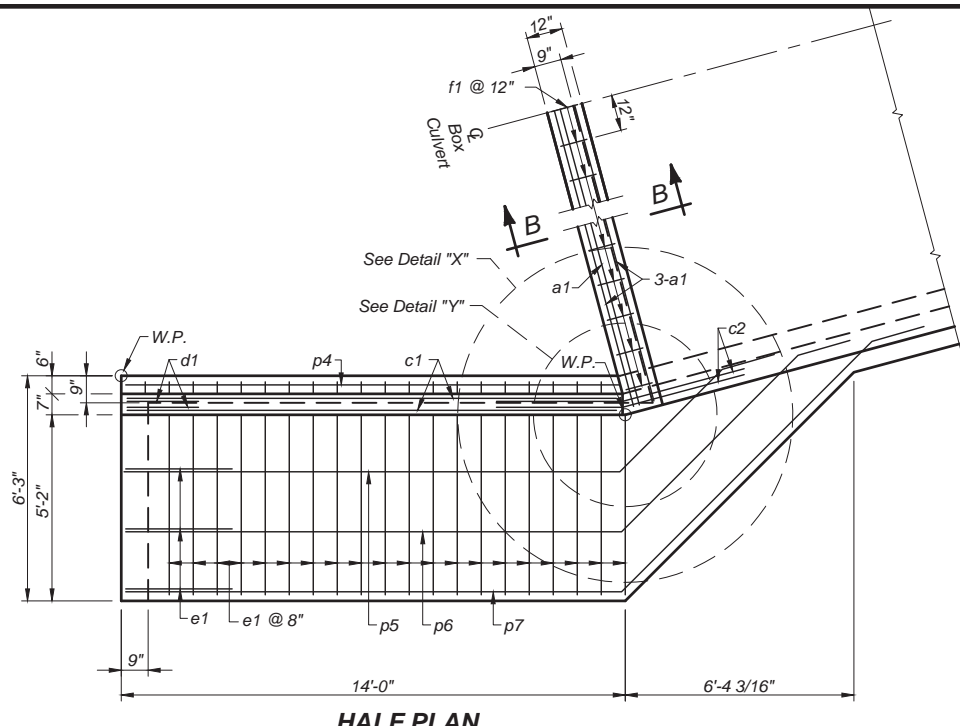 12"
9"
f1 @ 12"
12"
℄
Box
Culvert
B
B
See Detail "X"
a1
3-a1
See Detail "Y"
c2
W.P.
W.P.
d1
p4
c1
6"
9"
7"
6'-3"
5'-2"
e1
e1 @ 8"
p5
p6
p7
9"
14'-0"
6'-4 3/16"
HALF PLAN